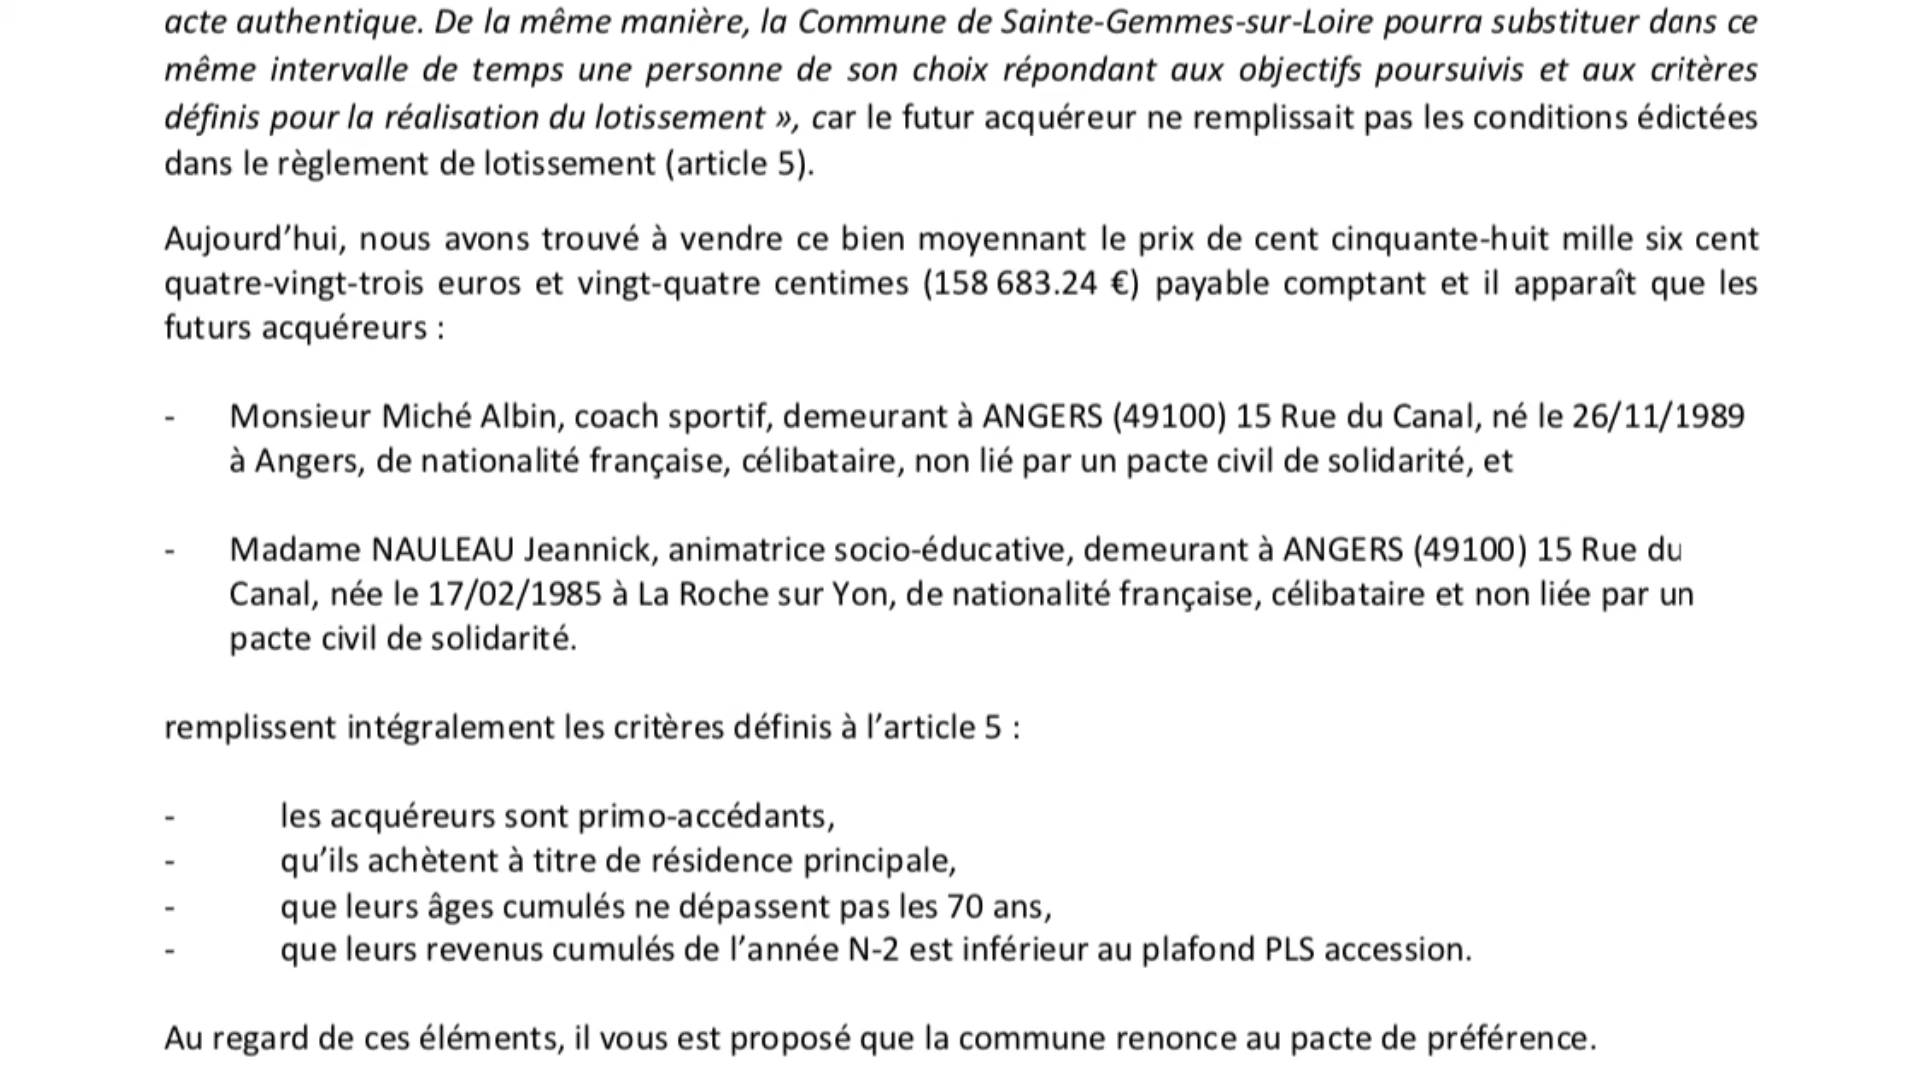 acte authentique. De la même manière, la Commune de Sainte-Gemmes-sur-Loire pourra substituer dans ce
même intervalle de temps une personne de son choix répondant aux objectifs poursuivis et aux critères
définis pour la réalisation du lotissement », car le futur acquéreur ne remplissait pas les conditions édictées
dans le règlement de lotissement (article 5).
Aujourd’hui, nous avons trouvé à vendre ce bien moyennant le prix de cent cinquante-huit mille six cent
quatre-vingt-trois euros et vingt-quatre centimes (158 683.24 €) payable comptant et il apparaît que les
futurs acquéreurs :
- Monsieur Miché Albin, coach sportif, demeurant à ANGERS (49100) 15 Rue du Canal, né le 26/11/1989
à Angers, de nationalité française, célibataire, non lié par un pacte civil de solidarité, et
- Madame NAULEAU Jeannick, animatrice socio-éducative, demeurant à ANGERS (49100) 15 Rue du
Canal, née le 17/02/1985 à La Roche sur Yon, de nationalité française, célibataire et non liée par un
pacte civil de solidarité.
remplissent intégralement les critères définis à l’article 5 :
- les acquéreurs sont primo-accédants,
- qu’ils achètent à titre de résidence principale,
- que leurs âges cumulés ne dépassent pas les 70 ans,
- que leurs revenus cumulés de l’année N-2 est inférieur au plafond PLS accession.
Au regard de ces éléments, il vous est proposé que la commune renonce au pacte de préférence.